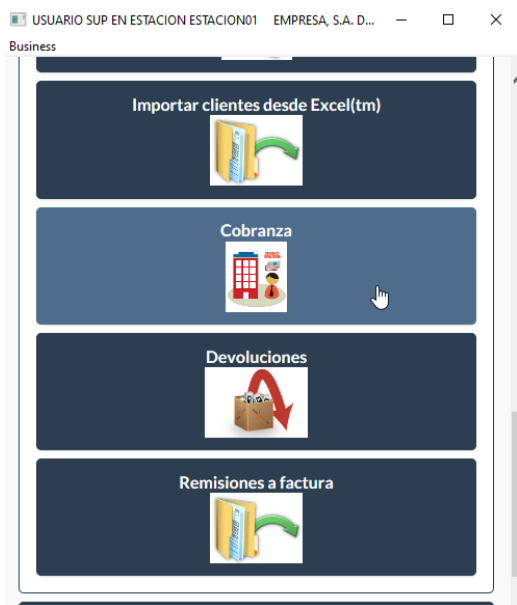 USUARIO SUP EN ESTACION ESTACION01 EMPRESA, S.A. D...
Business
Importar clientes desde Excel(tm)
Cobranza
Devoluciones
Remisiones a factura